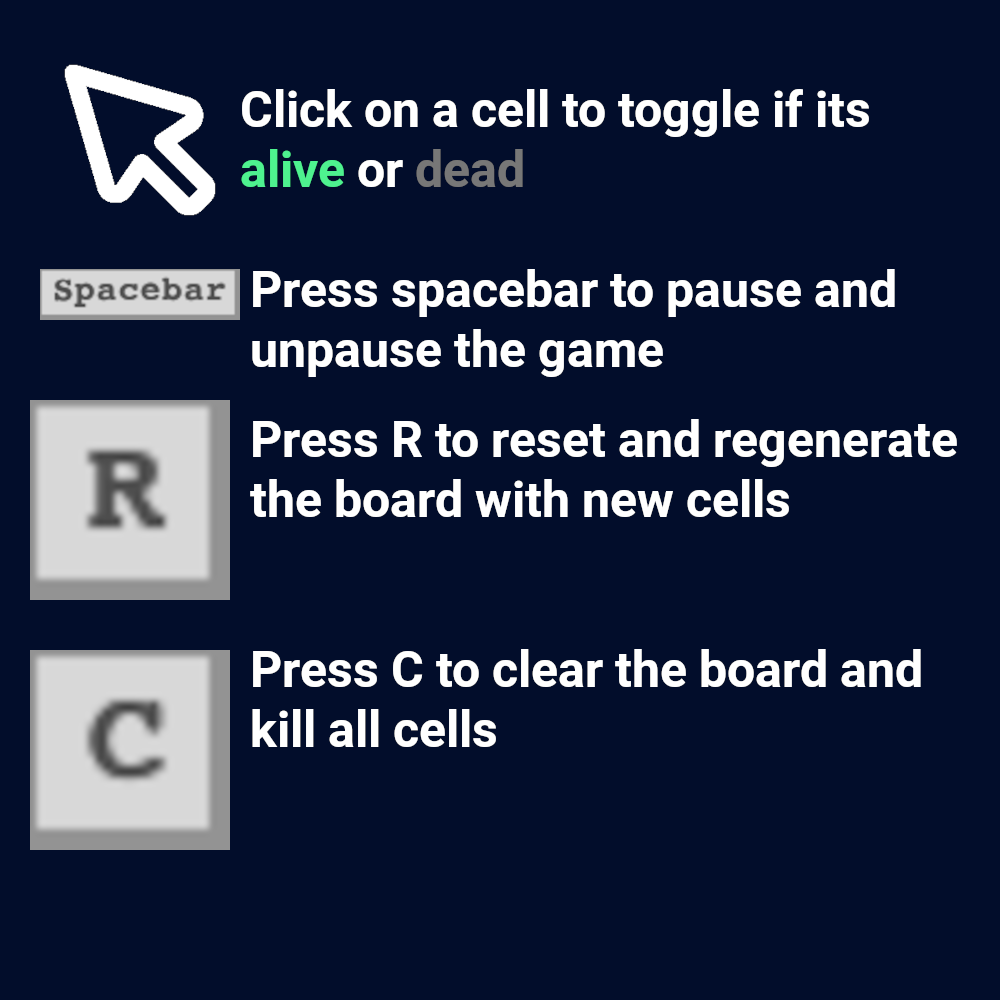 Click on a cell to toggle if its
alive or dead
Spacebar
Press spacebar to pause and
unpause the game
R
Press R to reset and regenerate
the board with new cells
C
Press C to clear the board and
kill all cells